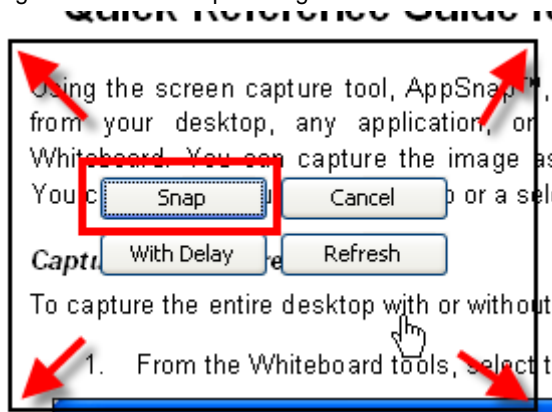 Quick Reference Guide
Using the screen capture tool, AppSnap™,
from your desktop, any application, or
Whiteboard. You can capture the image as
You c
Snap
Cancel
or a sele
Captu
With Delay
re
Refresh
To capture the entire desktop with or without
1. From the Whiteboard tools, select t